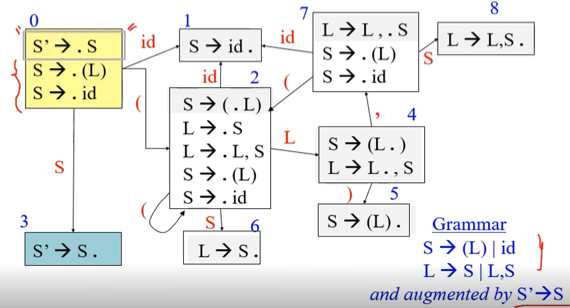 0
" S' → . S "
S → . (L)
S → . id
id
(
S
1
S → id .
id
2
S → ( . L)
L → . S
L → . L, S
S → . (L)
S → . id
(
S
L
3
S' → S .
6
L → S .
7
L → L , . S
S → . (L)
S → . id
id
(
S
8
L → L,S .
,
4
S → (L . )
L → L . , S
)
5
S → (L) .
Grammar
S → (L) | id
L → S | L,S
and augmented by S'→S